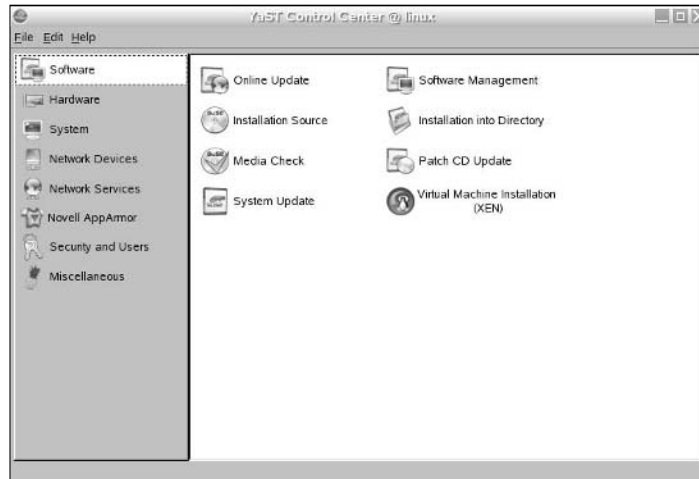 YaST Control Center @ linux
File Edit Help
Software
Hardware
System
Network Devices
Network Services
Novell AppArmor
Security and Users
Miscellaneous
Online Update
Software Management
Installation Source
Installation into Directory
Media Check
Patch CD Update
System Update
Virtual Machine Installation
(XEN)